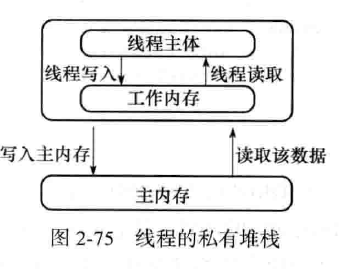 线程主体
线程写入
线程读取
工作内存
写入主内存
读取该数据
主内存
图 2-75 线程的私有堆栈